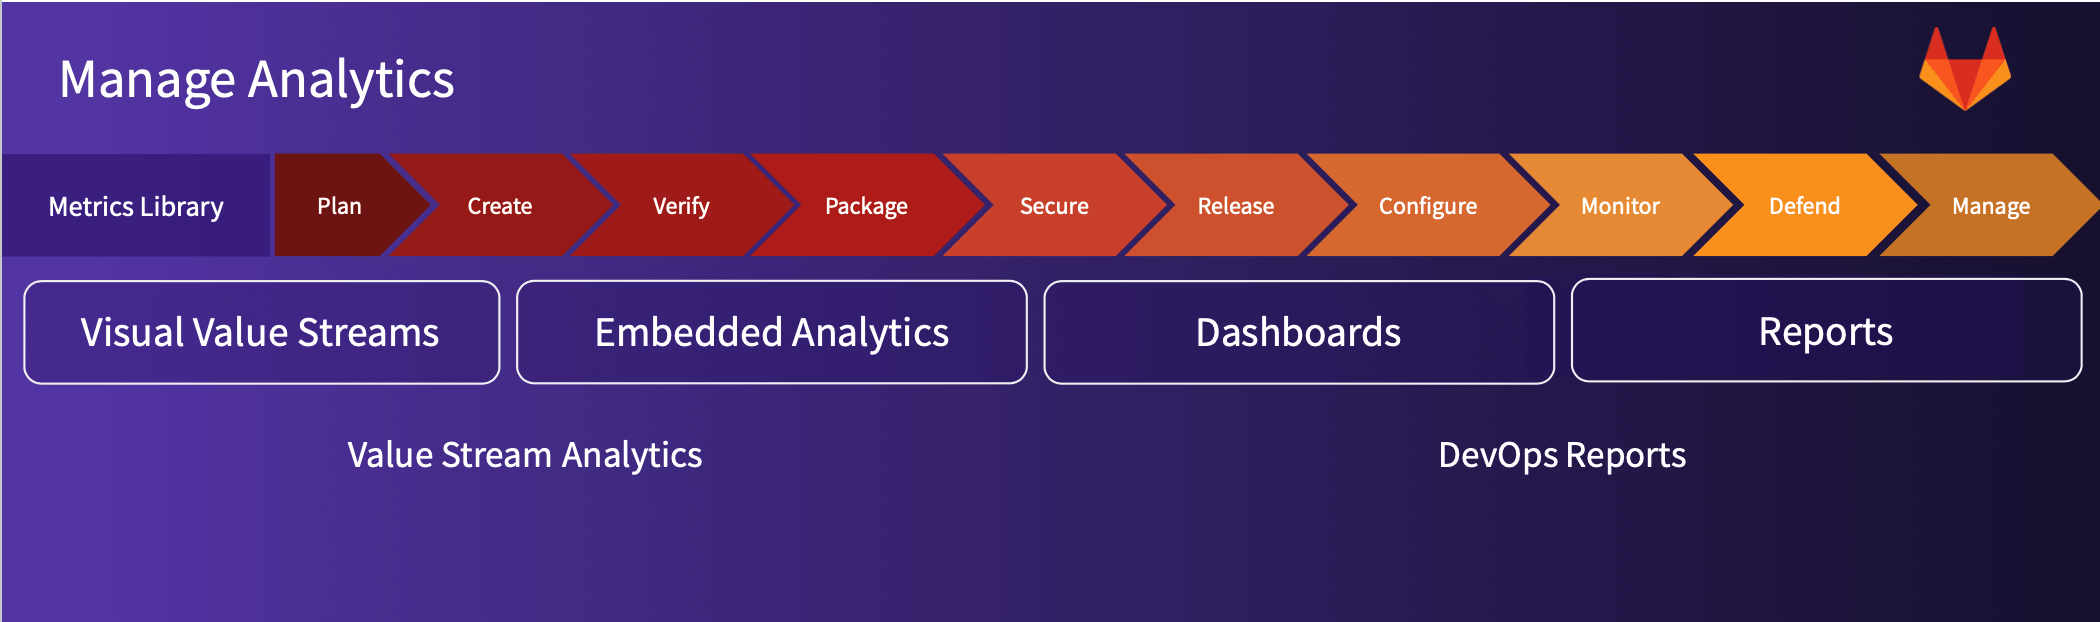 Manage Analytics
Metrics Library Plan Create Verify Package Secure Release Configure Monitor Defend Manage
Visual Value Streams Embedded Analytics Dashboards Reports
Value Stream Analytics DevOps Reports